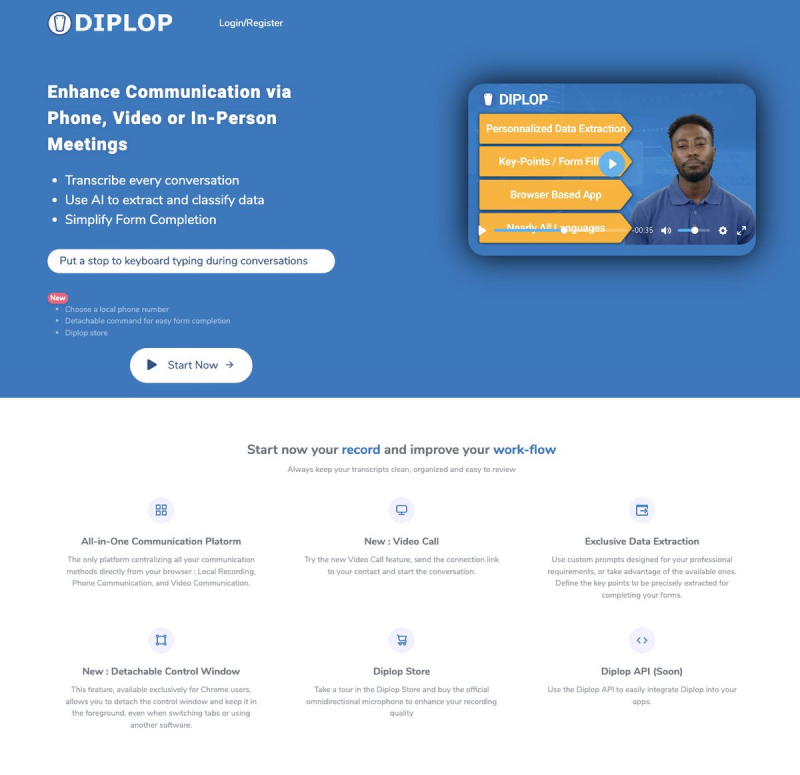 DIPLOP
Login/Register
Enhance Communication via
Phone, Video or In-Person
Meetings
Transcribe every conversation
Use AI to extract and classify data
Simplify Form Completion
Put a stop to keyboard typing during conversations
New
Choose a local phone number
Detachable command for easy form completion
Diplop store
Start Now
DIPLOP
Personnalized Data Extraction
Key-Points / Form Fill
Browser Based App
Nearly All Languages
-00:35
Start now your record and improve your work-flow
Always keep your transcripts clean, organized and easy to review
All-in-One Communication Platorm
The only platform centralizing all your communication
methods directly from your browser : Local Recording,
Phone Communication, and Video Communication.
New : Video Call
Try the new Video Call feature, send the connection link
to your contact and start the conversation.
Exclusive Data Extraction
Use custom prompts designed for your professional
requirements, or take advantage of the available ones.
Define the key points to be precisely extracted for
completing your forms.
New : Detachable Control Window
This feature, available exclusively for Chrome users,
allows you to detach the control window and keep it in
the foreground, even when switching tabs or using
another software.
Diplop Store
Take a tour in the Diplop Store and buy the official
omnidirectional microphone to enhance your recording
quality
Diplop API (Soon)
Use the Diplop API to easily integrate Diplop into your
apps.